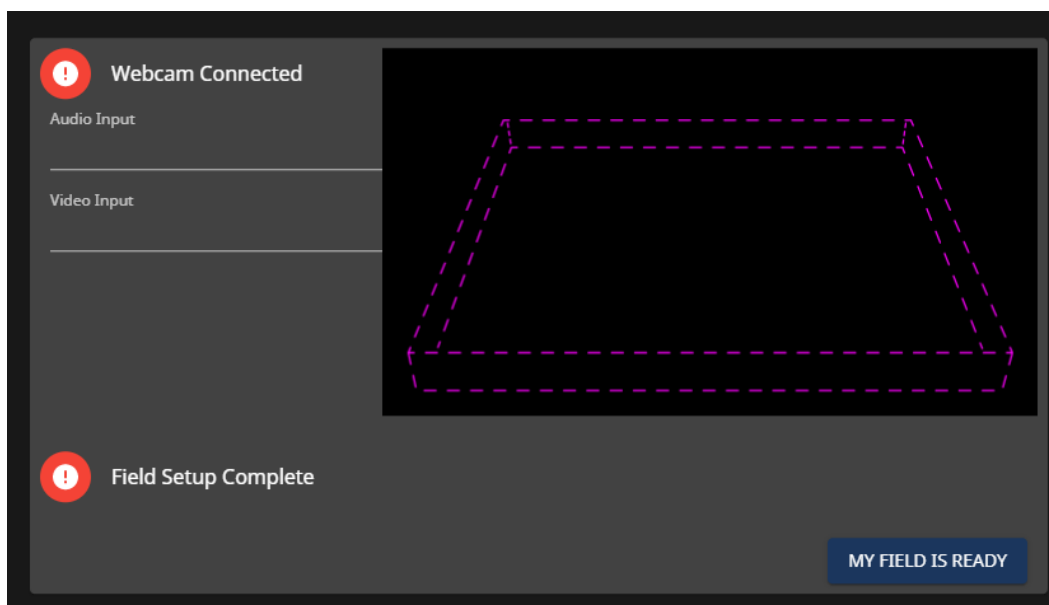 Webcam Connected
Audio Input
Video Input
Field Setup Complete
MY FIELD IS READY